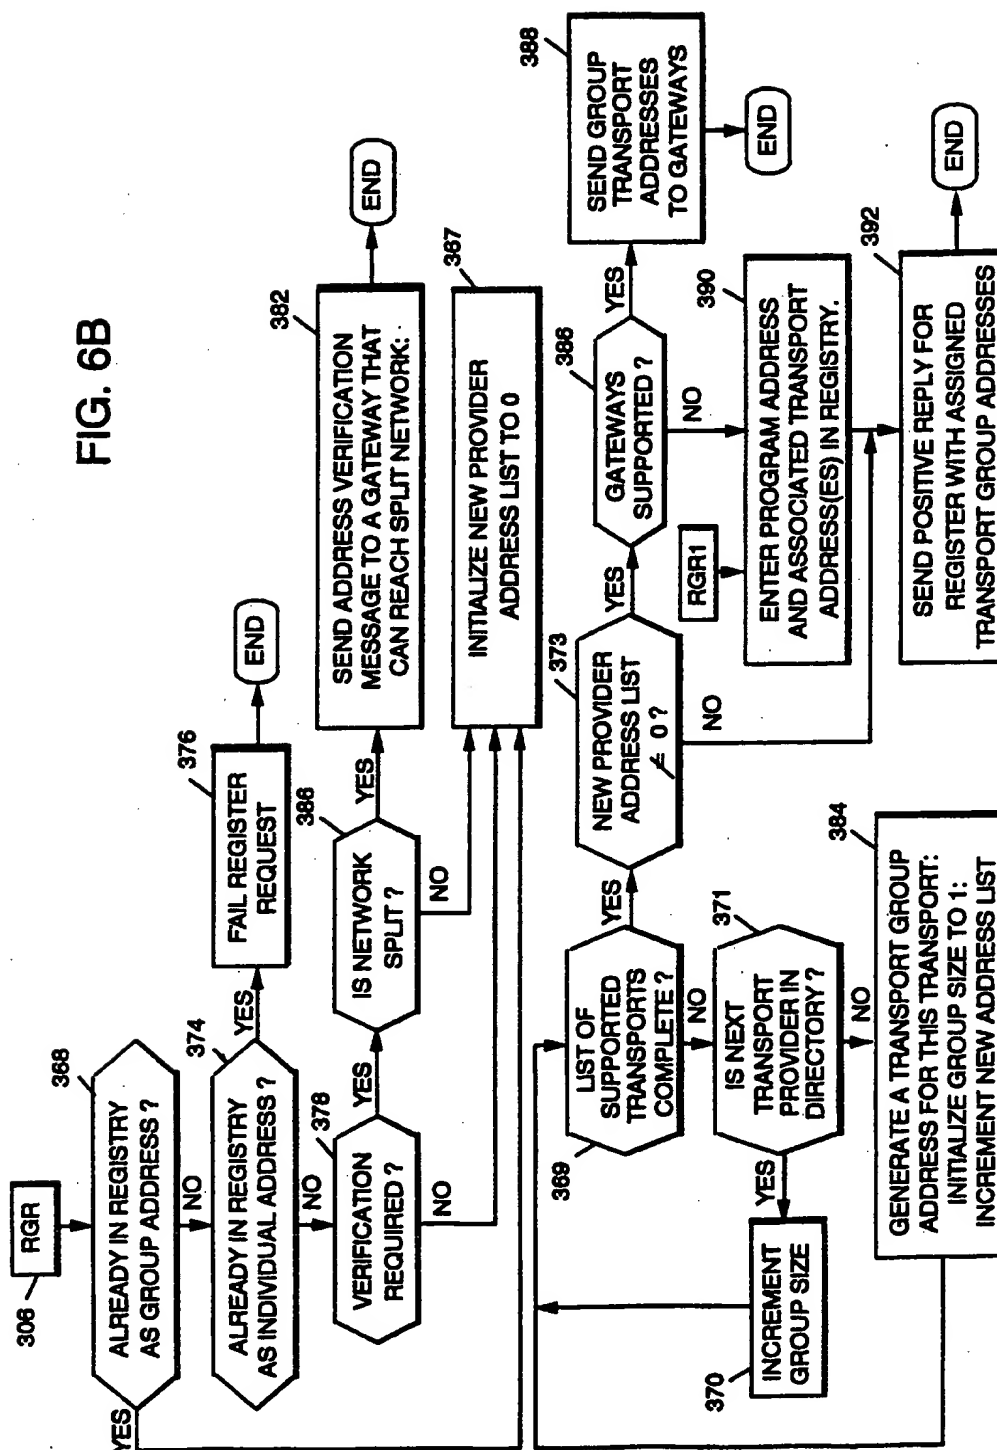 FIG. 6B
306
RGR
368
ALREADY IN REGISTRY
AS GROUP ADDRESS ?
YES
NO
374
ALREADY IN REGISTRY
AS INDIVIDUAL ADDRESS ?
YES
376
FAIL REGISTER
REQUEST
END
NO
378
VERIFICATION
REQUIRED ?
YES
NO
386
IS NETWORK
SPLIT ?
YES
NO
382
SEND ADDRESS VERIFICATION
MESSAGE TO A GATEWAY THAT
CAN REACH SPLIT NETWORK:
END
367
INITIALIZE NEW PROVIDER
ADDRESS LIST TO 0
369
LIST OF
SUPPORTED
TRANSPORTS
COMPLETE ?
YES
NO
371
IS NEXT
TRANSPORT
PROVIDER IN
DIRECTORY ?
YES
NO
370
INCREMENT
GROUP SIZE
384
GENERATE A TRANSPORT GROUP
ADDRESS FOR THIS TRANSPORT:
INITIALIZE GROUP SIZE TO 1:
INCREMENT NEW ADDRESS LIST
373
NEW PROVIDER
ADDRESS LIST
≠ 0 ?
YES
NO
386
GATEWAYS
SUPPORTED ?
YES
NO
388
SEND GROUP
TRANSPORT
ADDRESSES
TO GATEWAYS
END
RGR1
390
ENTER PROGRAM ADDRESS
AND ASSOCIATED TRANSPORT
ADDRESS(ES) IN REGISTRY.
392
SEND POSITIVE REPLY FOR
REGISTER WITH ASSIGNED
TRANSPORT GROUP ADDRESSES
END